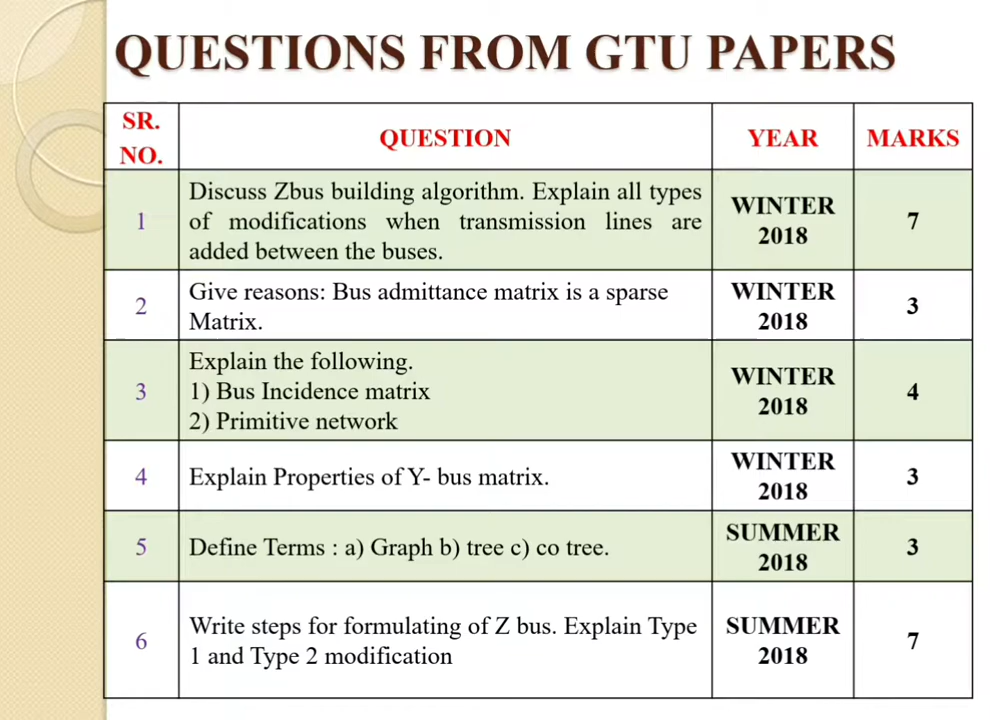 QUESTIONS FROM GTU PAPERS
SR.
NO.
QUESTION
YEAR
MARKS
1
Discuss Zbus building algorithm. Explain all types
of modifications when transmission lines are
added between the buses.
WINTER
2018
7
2
Give reasons: Bus admittance matrix is a sparse
Matrix.
WINTER
2018
3
3
Explain the following.
1) Bus Incidence matrix
2) Primitive network
WINTER
2018
4
4
Explain Properties of Y- bus matrix.
WINTER
2018
3
5
Define Terms : a) Graph b) tree c) co tree.
SUMMER
2018
3
6
Write steps for formulating of Z bus. Explain Type
1 and Type 2 modification
SUMMER
2018
7